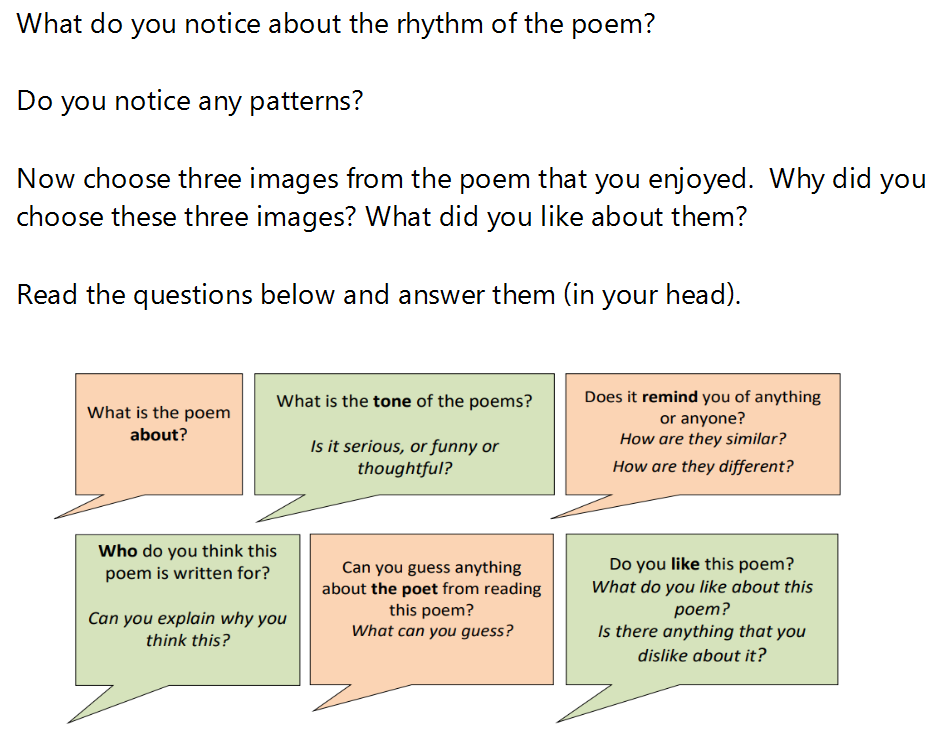 What do you notice about the rhythm of the poem?
Do you notice any patterns?
Now choose three images from the poem that you enjoyed.  Why did you
choose these three images? What did you like about them?
Read the questions below and answer them (in your head).
What is the poem
about?
What is the tone of the poems?
Is it serious, or funny or
thoughtful?
Does it remind you of anything
or anyone?
How are they similar?
How are they different?
Who do you think this
poem is written for?
Can you explain why you
think this?
Can you guess anything
about the poet from reading
this poem?
What can you guess?
Do you like this poem?
What do you like about this
poem?
Is there anything that you
dislike about it?